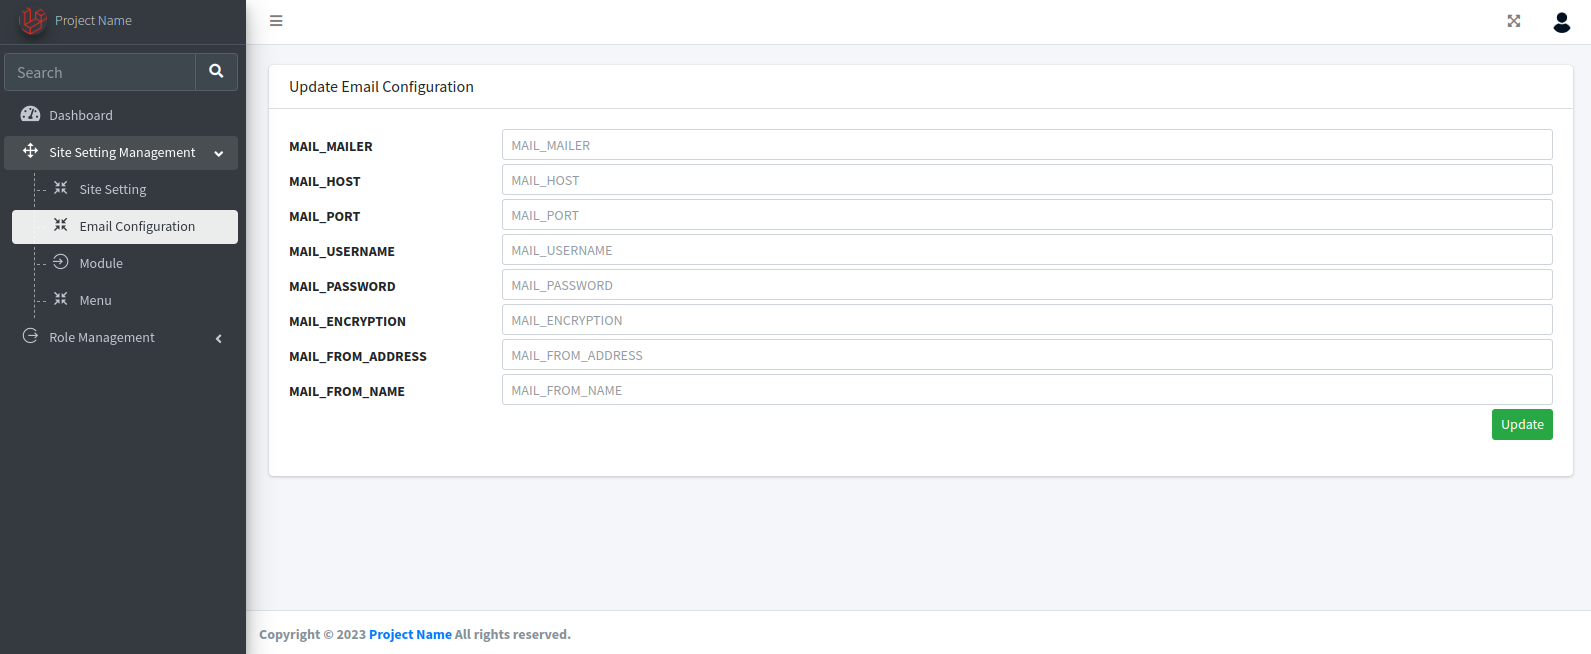 Project Name
Search
Dashboard
Site Setting Management
Site Setting
Email Configuration
Module
Menu
Role Management
Update Email Configuration
MAIL_MAILER MAIL_MAILER
MAIL_HOST MAIL_HOST
MAIL_PORT MAIL_PORT
MAIL_USERNAME MAIL_USERNAME
MAIL_PASSWORD MAIL_PASSWORD
MAIL_ENCRYPTION MAIL_ENCRYPTION
MAIL_FROM_ADDRESS MAIL_FROM_ADDRESS
MAIL_FROM_NAME MAIL_FROM_NAME
Update
Copyright © 2023 Project Name All rights reserved.